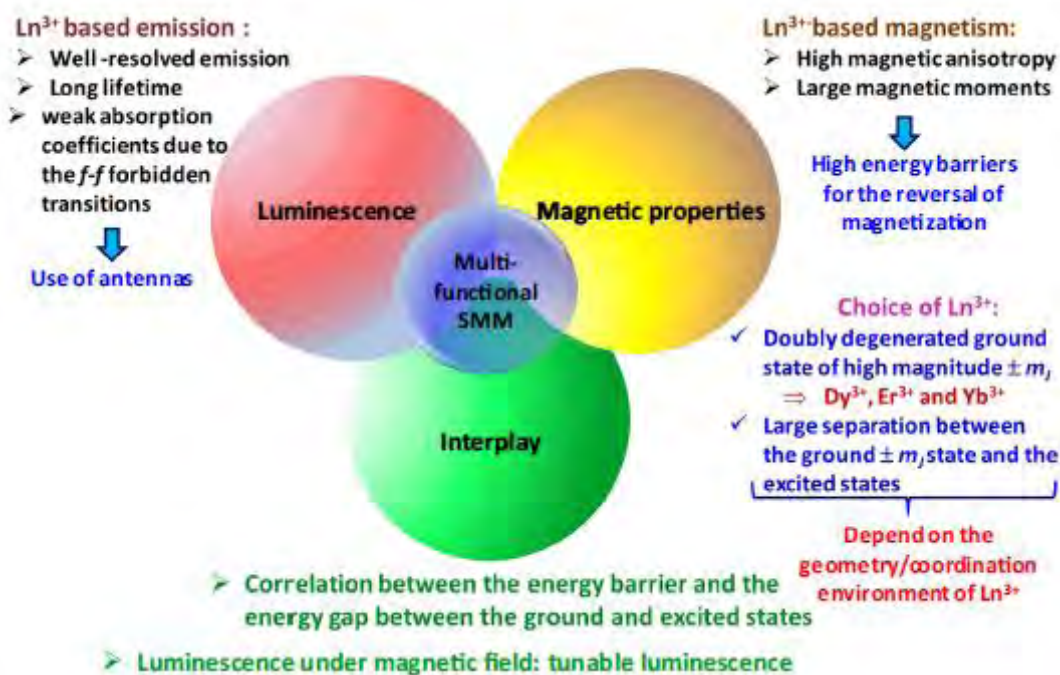 Ln³⁺ based emission :
➢ Well -resolved emission
➢ Long lifetime
➢ weak absorption
coefficients due to
the f-f forbidden
transitions
Use of antennas
Luminescence
Magnetic properties
Multi-
functional
SMM
Interplay
Ln³⁺ based magnetism:
➢ High magnetic anisotropy
➢ Large magnetic moments
High energy barriers
for the reversal of
magnetization
Choice of Ln³⁺:
✓ Doubly degenerated ground
state of high magnitude ± mJ
⇒ Dy³⁺, Er³⁺ and Yb³⁺
✓ Large separation between
the ground ± mJ state and the
excited states
Depend on the
geometry/coordination
environment of Ln³⁺
➢ Correlation between the energy barrier and the
energy gap between the ground and excited states
➢ Luminescence under magnetic field: tunable luminescence